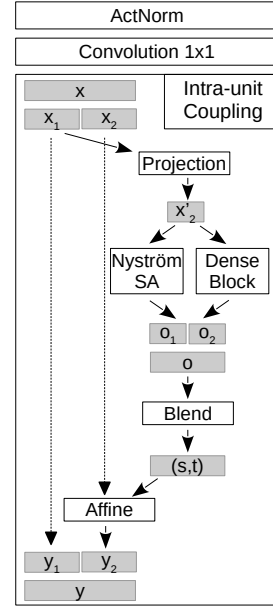 ActNorm
Convolution 1x1
Intra-unit
Coupling
x
x₁ x₂
Projection
x'₂
Nyström
SA
Dense
Block
o₁ o₂
o
Blend
(s,t)
Affine
y₁ y₂
y